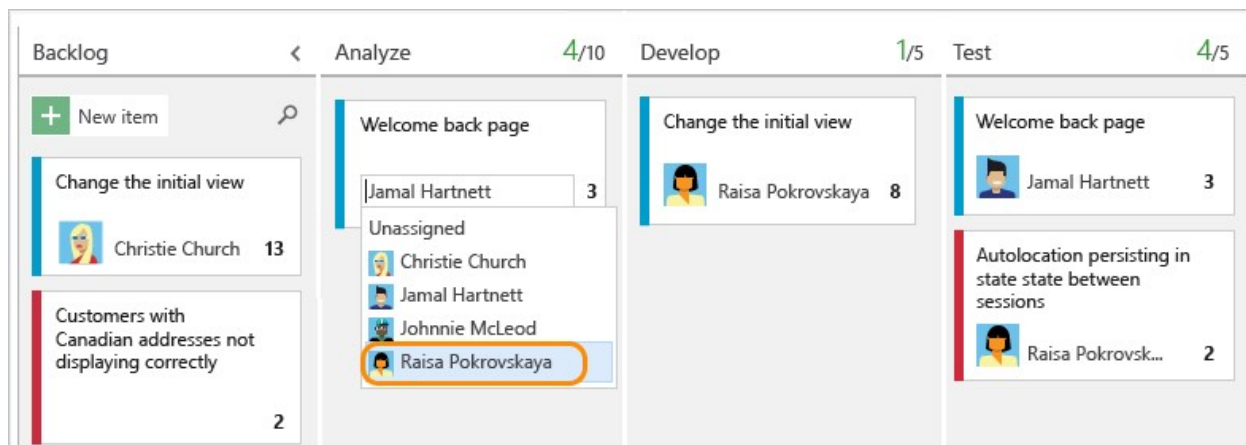 Backlog <
New item
Change the initial view
Christie Church 13
Customers with
Canadian addresses not
displaying correctly
2
Analyze 4/10
Welcome back page
Jamal Hartnett 3
Unassigned
Christie Church
Jamal Hartnett
Johnnie McLeod
Raisa Pokrovskaya
Develop 1/5
Change the initial view
Raisa Pokrovskaya 8
Test 4/5
Welcome back page
Jamal Hartnett 3
Autolocation persisting in
state state between
sessions
Raisa Pokrovsk... 2